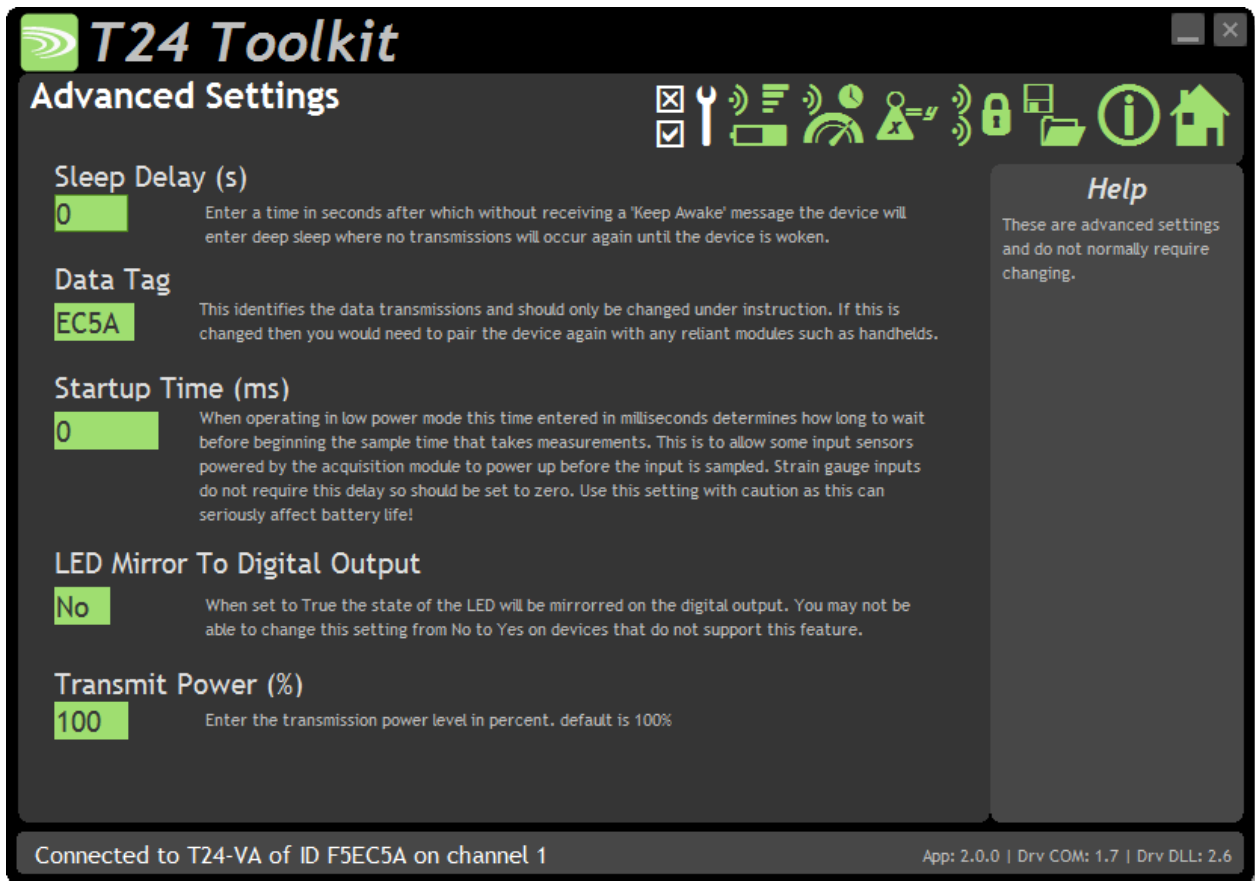 T24 Toolkit
Advanced Settings
x=y
Sleep Delay (s)
0
Enter a time in seconds after which without receiving a 'Keep Awake' message the device will
enter deep sleep where no transmissions will occur again until the device is woken.
Data Tag
EC5A
This identifies the data transmissions and should only be changed under instruction. If this is
changed then you would need to pair the device again with any reliant modules such as handhelds.
Startup Time (ms)
0
When operating in low power mode this time entered in milliseconds determines how long to wait
before beginning the sample time that takes measurements. This is to allow some input sensors
powered by the acquisition module to power up before the input is sampled. Strain gauge inputs
do not require this delay so should be set to zero. Use this setting with caution as this can
seriously affect battery life!
LED Mirror To Digital Output
No
When set to True the state of the LED will be mirrorred on the digital output. You may not be
able to change this setting from No to Yes on devices that do not support this feature.
Transmit Power (%)
100
Enter the transmission power level in percent. default is 100%
Help
These are advanced settings
and do not normally require
changing.
Connected to T24-VA of ID F5EC5A on channel 1
App: 2.0.0 | Drv COM: 1.7 | Drv DLL: 2.6